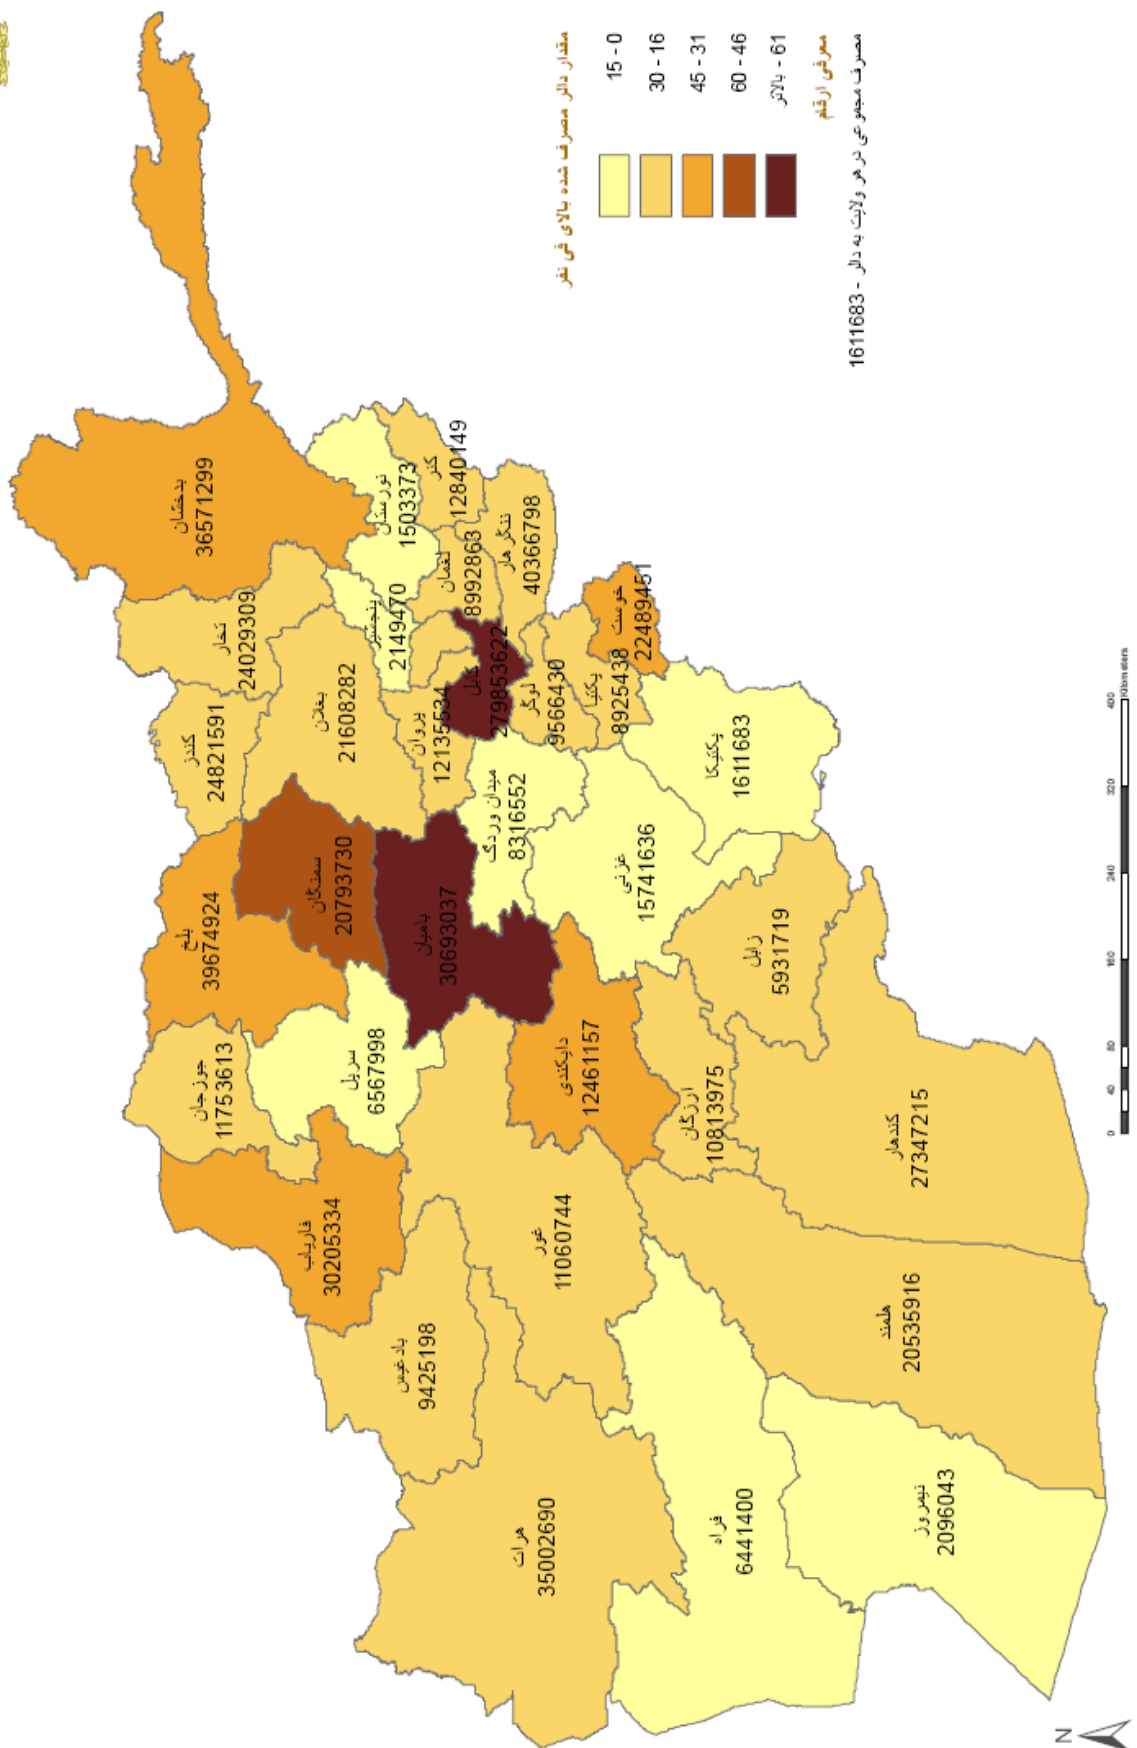 بدخشان
36571299
تخار
24029309
کندز
24821591
بلخ
39674924
جوزجان
11753613
فاریاب
30205334
سمنگان
20793730
بغلان
21608282
سرپل
6567998
نورستان
1503373
کنر
12840149
پنجشیر
2149470
لغمان
8992863
ننگرهار
40366798
پروان
12135534
کابل
279853622
بامیان
30693037
میدان وردگ
8316552
لوگر
9566430
پکتیا
8925438
خوست
22489451
بادغیس
9425198
غور
11060744
هرات
35002690
دایکندی
12461157
غزنی
15741636
پکتیکا
1611683
ارزگان
10813975
زابل
5931719
فراه
6441400
نیمروز
2096043
هلمند
20535916
کندهار
27347215
مقدار دالر مصرف شده بالای فی نفر
15 - 0
30 - 16
45 - 31
60 - 46
61 - بالاتر
معرفی ارقام
مصرف مجموعی در هر ولایت به دالر - 1611683
N
0 40 80 160 240 320 400
Kilometers